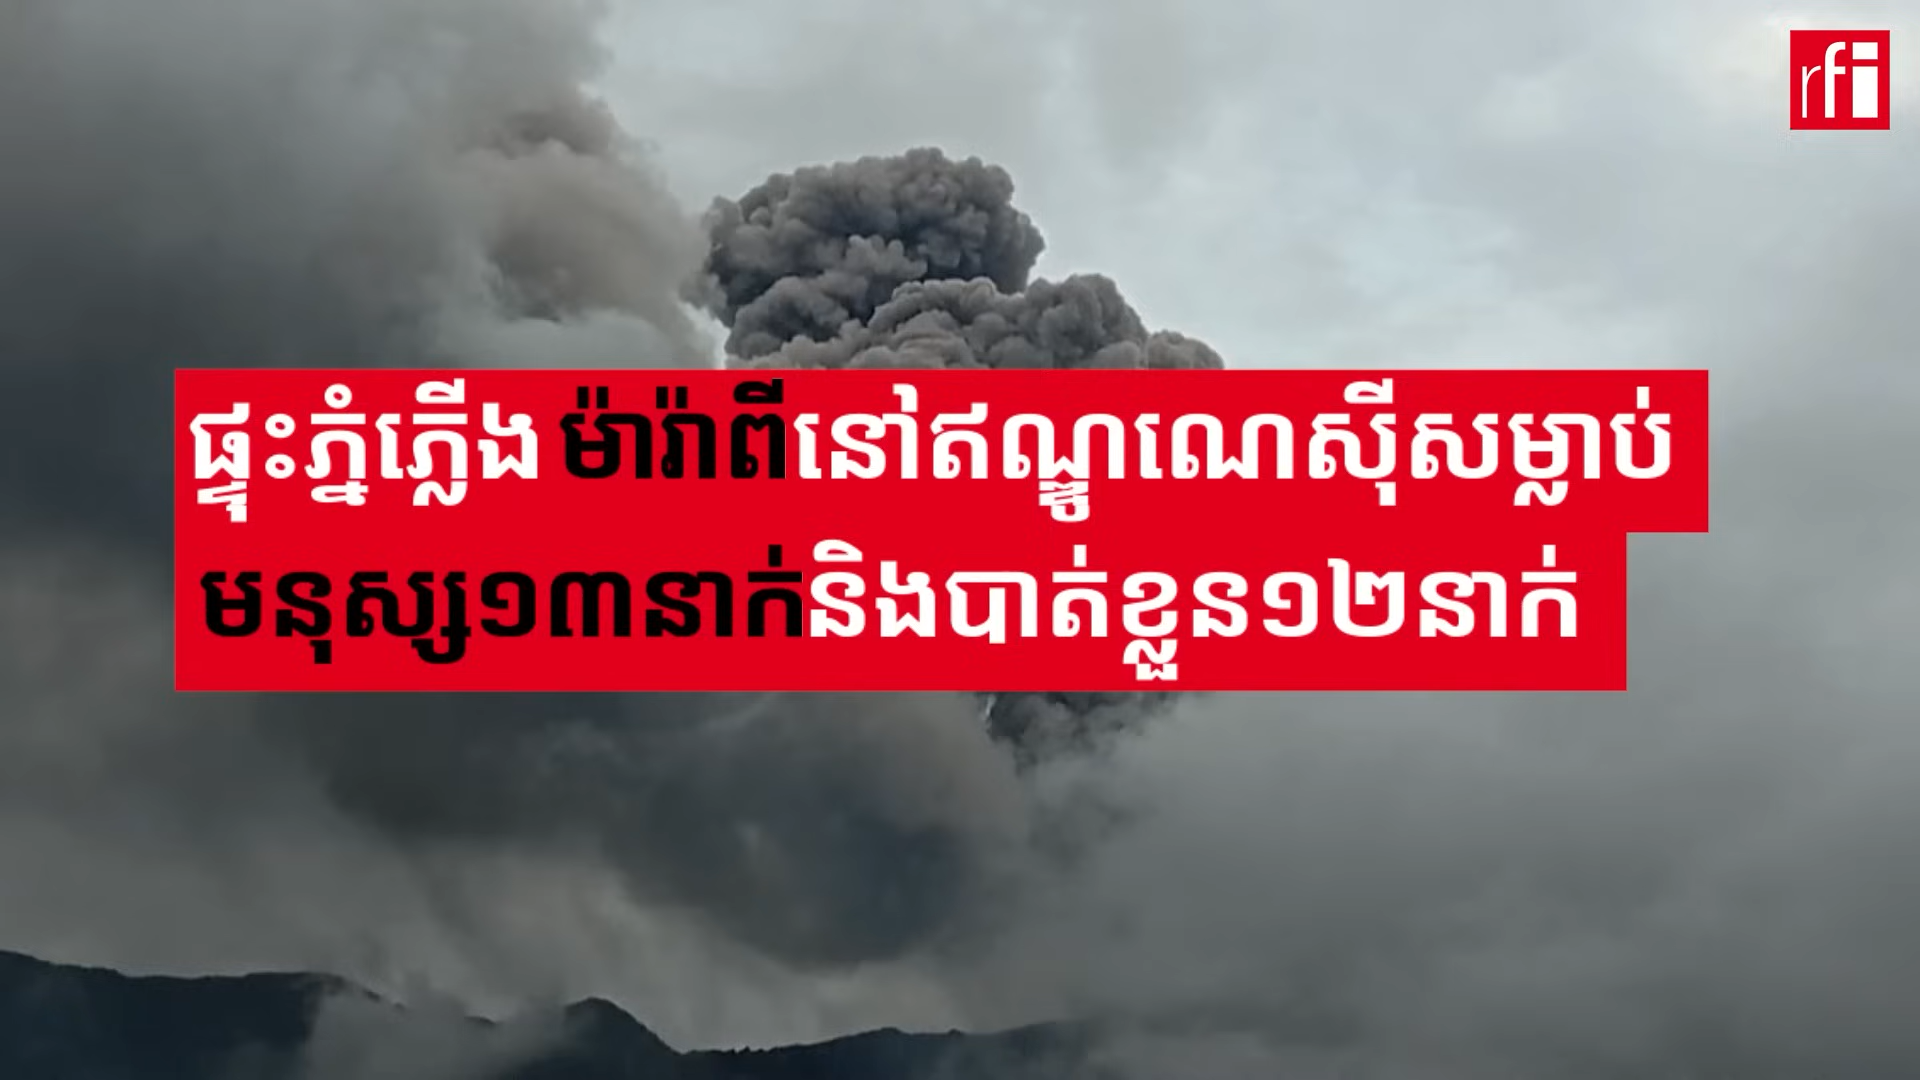 rfi
ផ្ទុះភ្នំភ្លើង ម៉ារ៉ាពីនៅឥណ្ឌូណេស៊ីសម្លាប់
មនុស្ស១៣នាក់និងបាត់ខ្លួន១២នាក់